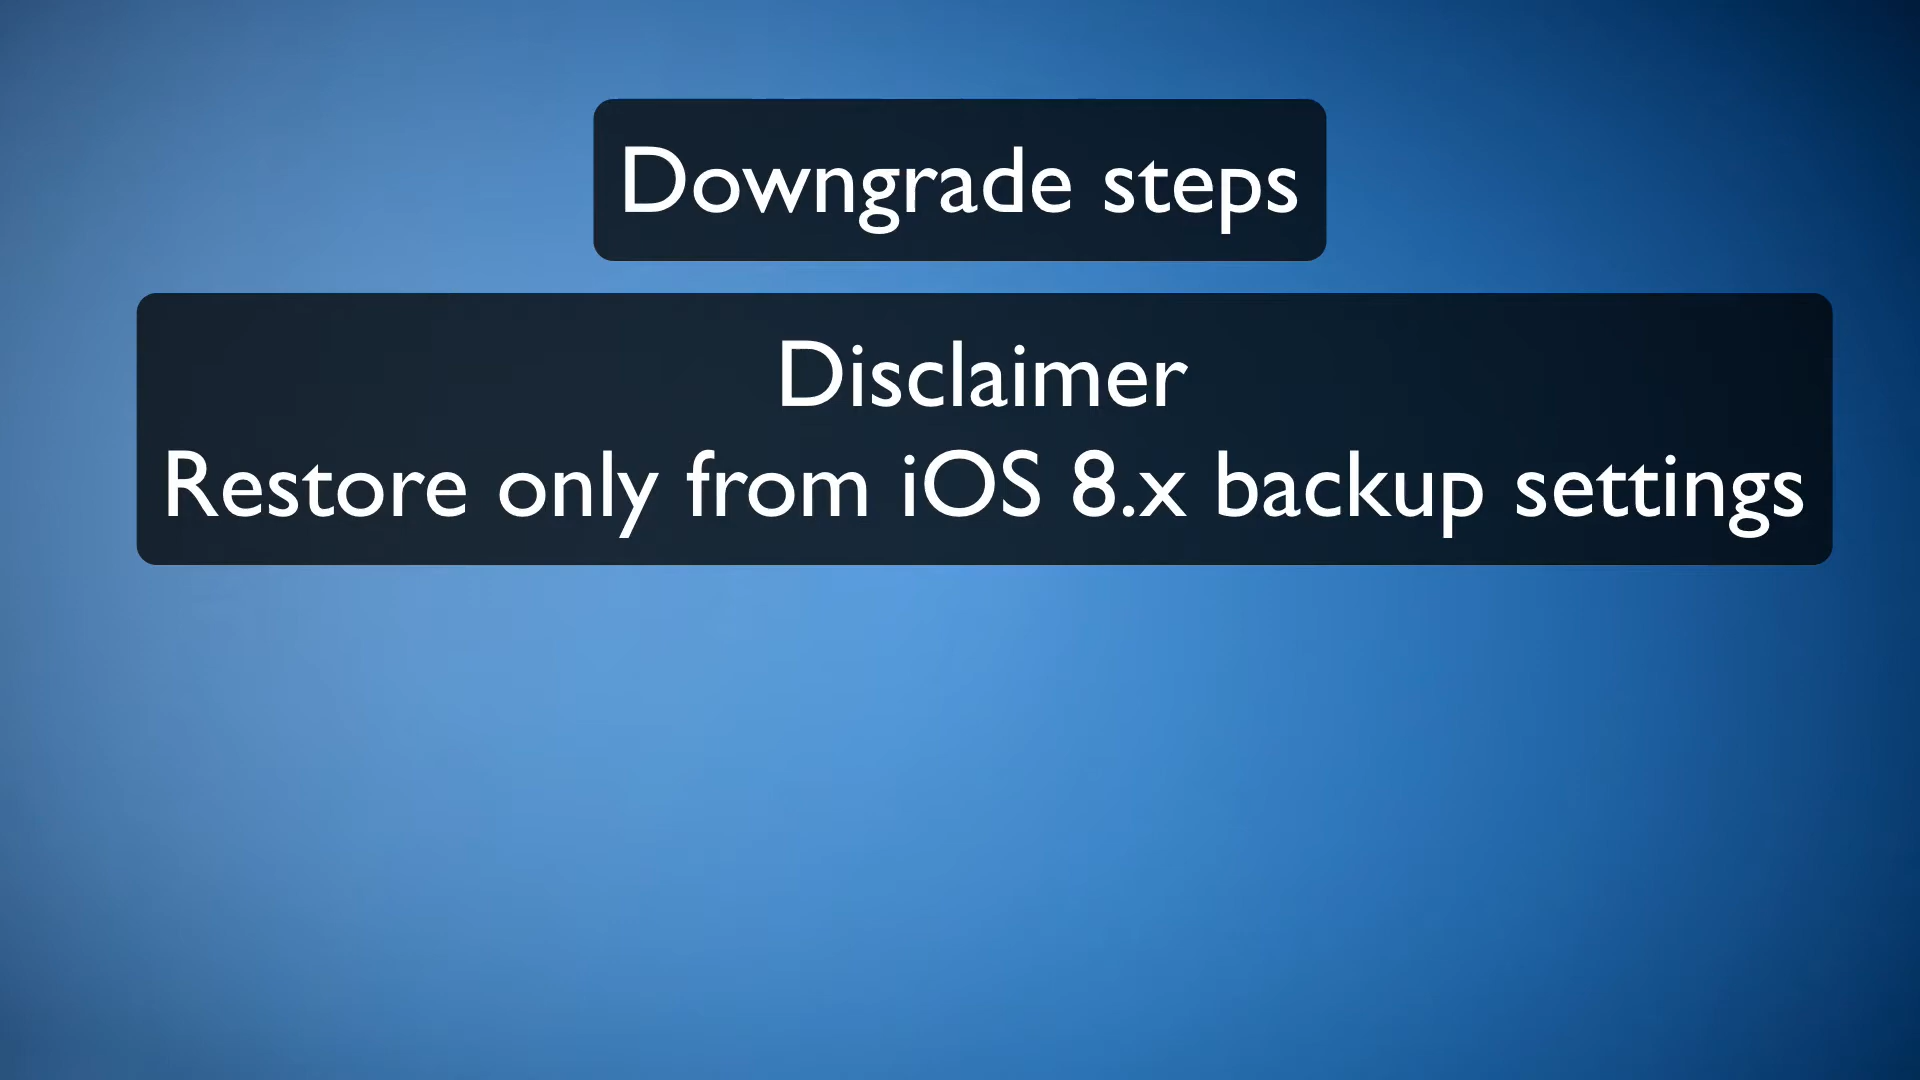 Downgrade steps
Disclaimer
Restore only from iOS 8.x backup settings